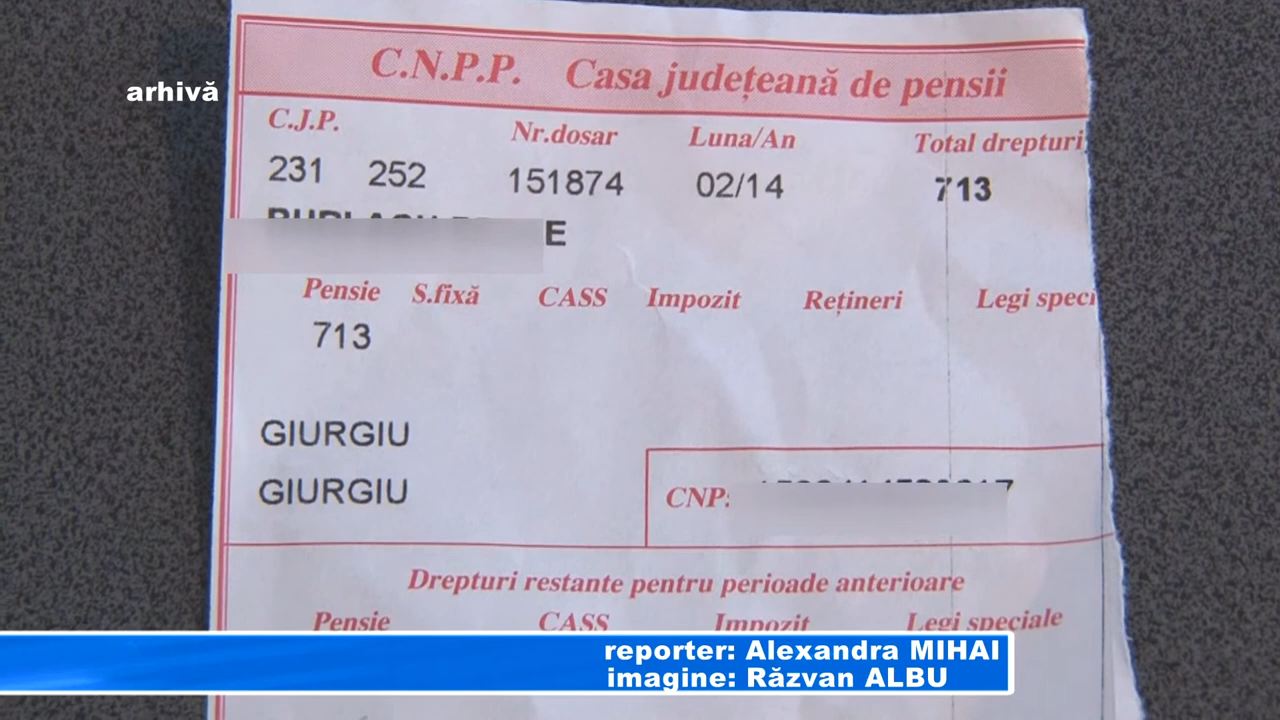 arhivă
C.N.P.P. Casa județeană de pensii
C.J.P. Nr.dosar Luna/An Total drepturi
231 252 151874 02/14 713
E
Pensie S.fixă CASS Impozit Rețineri Legi speci
713
GIURGIU
GIURGIU
CNP:
Drepturi restante pentru perioade anterioare
Pensie CASS Impozit Legi speciale
reporter: Alexandra MIHAI
imagine: Răzvan ALBU